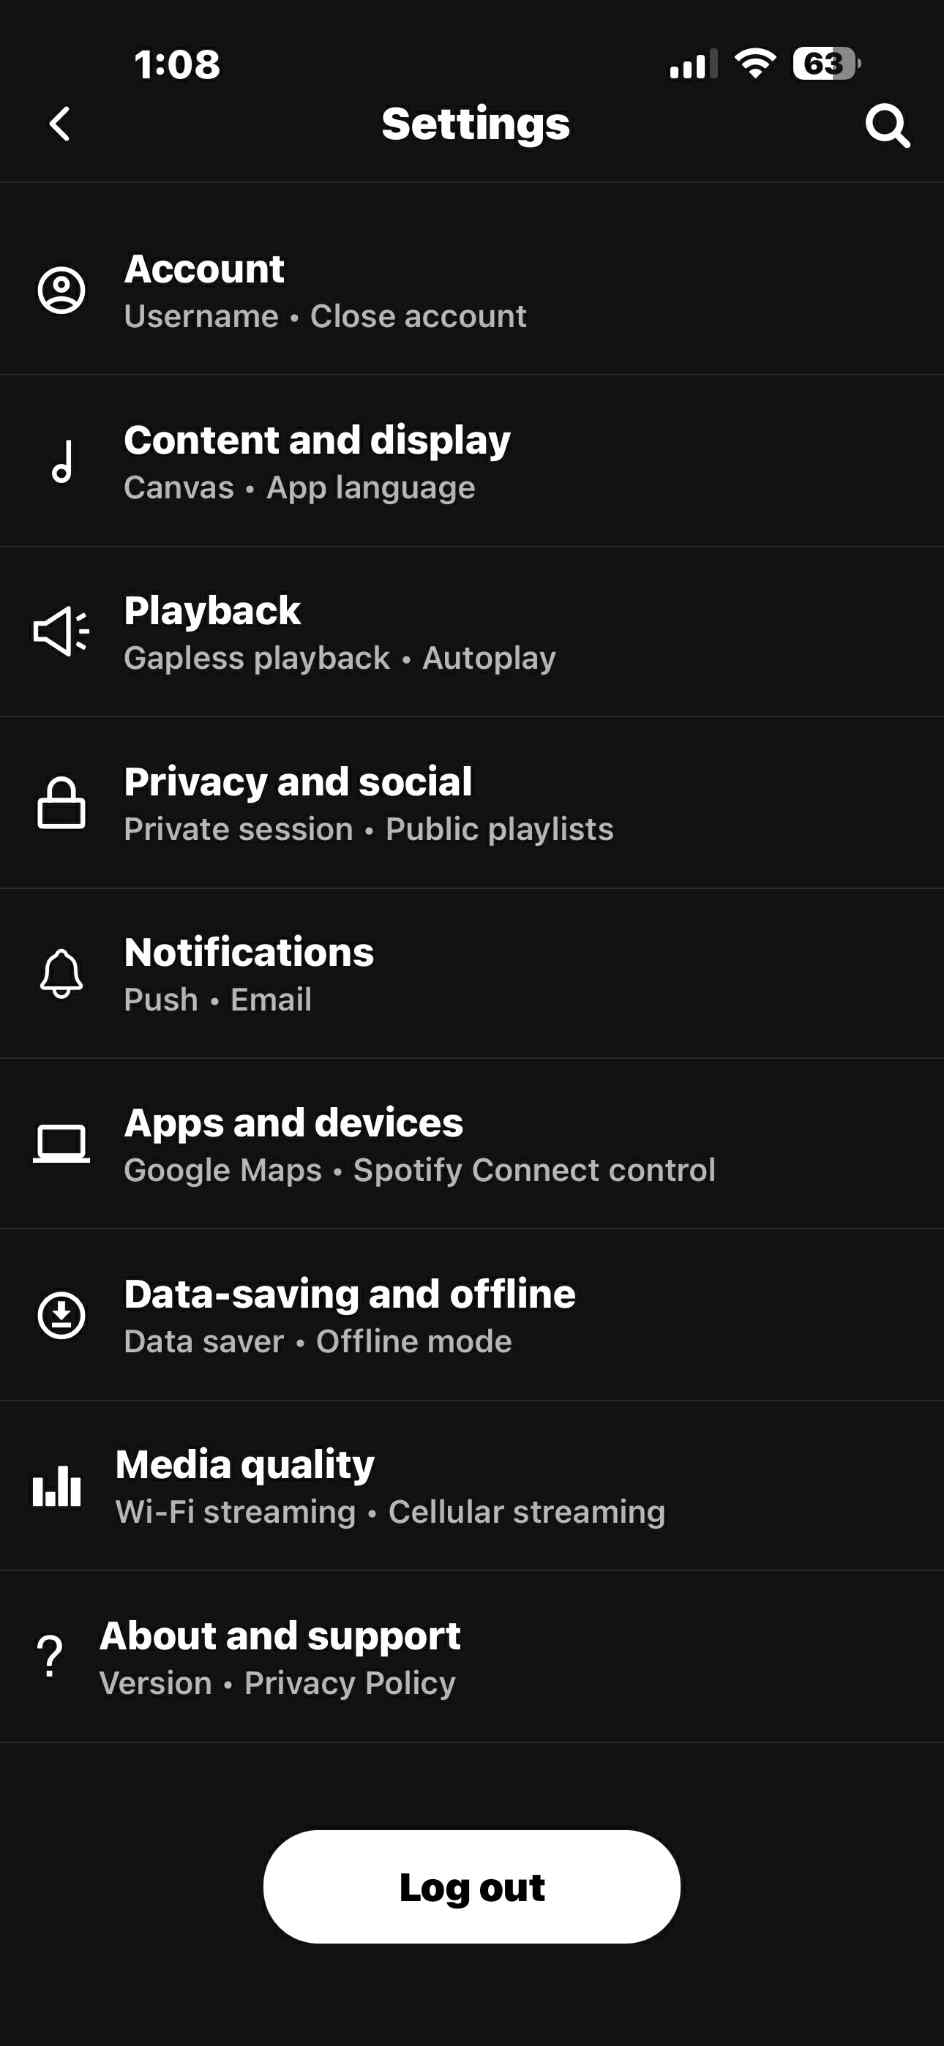 1:08
63
Settings
Account
Username • Close account
Content and display
Canvas • App language
Playback
Gapless playback • Autoplay
Privacy and social
Private session • Public playlists
Notifications
Push • Email
Apps and devices
Google Maps • Spotify Connect control
Data-saving and offline
Data saver • Offline mode
Media quality
Wi-Fi streaming • Cellular streaming
About and support
Version • Privacy Policy
Log out